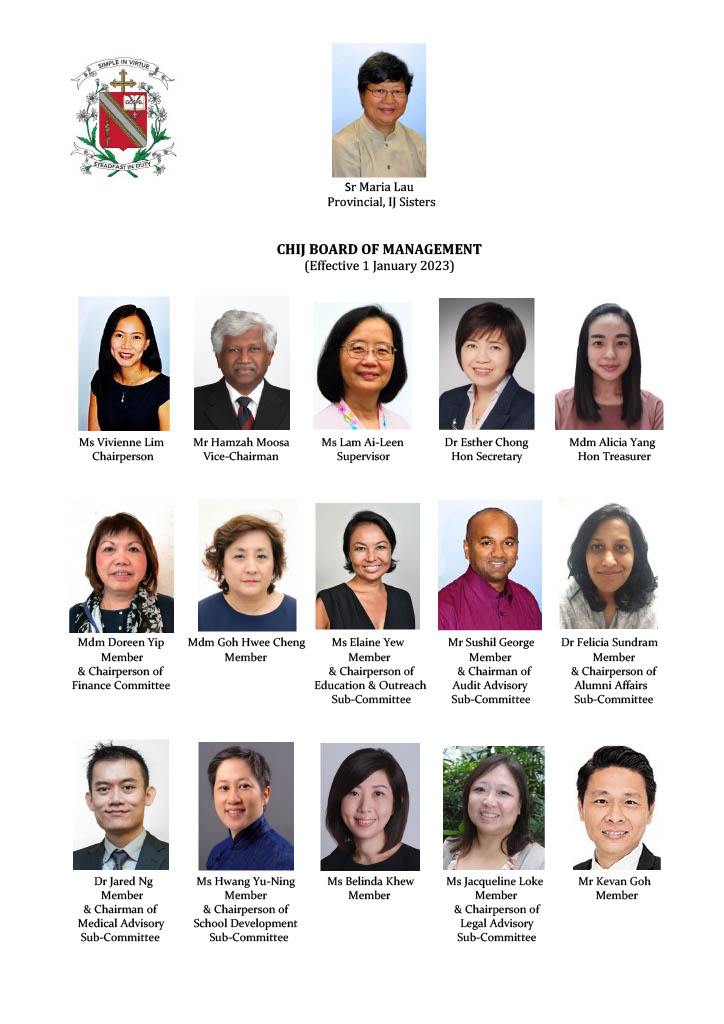 SIMPLE IN VIRTUE
STEADFAST IN DUTY
Sr Maria Lau
Provincial, IJ Sisters
CHIJ BOARD OF MANAGEMENT
(Effective 1 January 2023)
Ms Vivienne Lim
Chairperson
Mr Hamzah Moosa
Vice-Chairman
Ms Lam Ai-Leen
Supervisor
Dr Esther Chong
Hon Secretary
Mdm Alicia Yang
Hon Treasurer
Mdm Doreen Yip
Member
& Chairperson of
Finance Committee
Mdm Goh Hwee Cheng
Member
Ms Elaine Yew
Member
& Chairperson of
Education & Outreach
Sub-Committee
Mr Sushil George
Member
& Chairman of
Audit Advisory
Sub-Committee
Dr Felicia Sundram
Member
& Chairperson of
Alumni Affairs
Sub-Committee
Dr Jared Ng
Member
& Chairman of
Medical Advisory
Sub-Committee
Ms Hwang Yu-Ning
Member
& Chairperson of
School Development
Sub-Committee
Ms Belinda Khew
Member
Ms Jacqueline Loke
Member
& Chairperson of
Legal Advisory
Sub-Committee
Mr Kevan Goh
Member